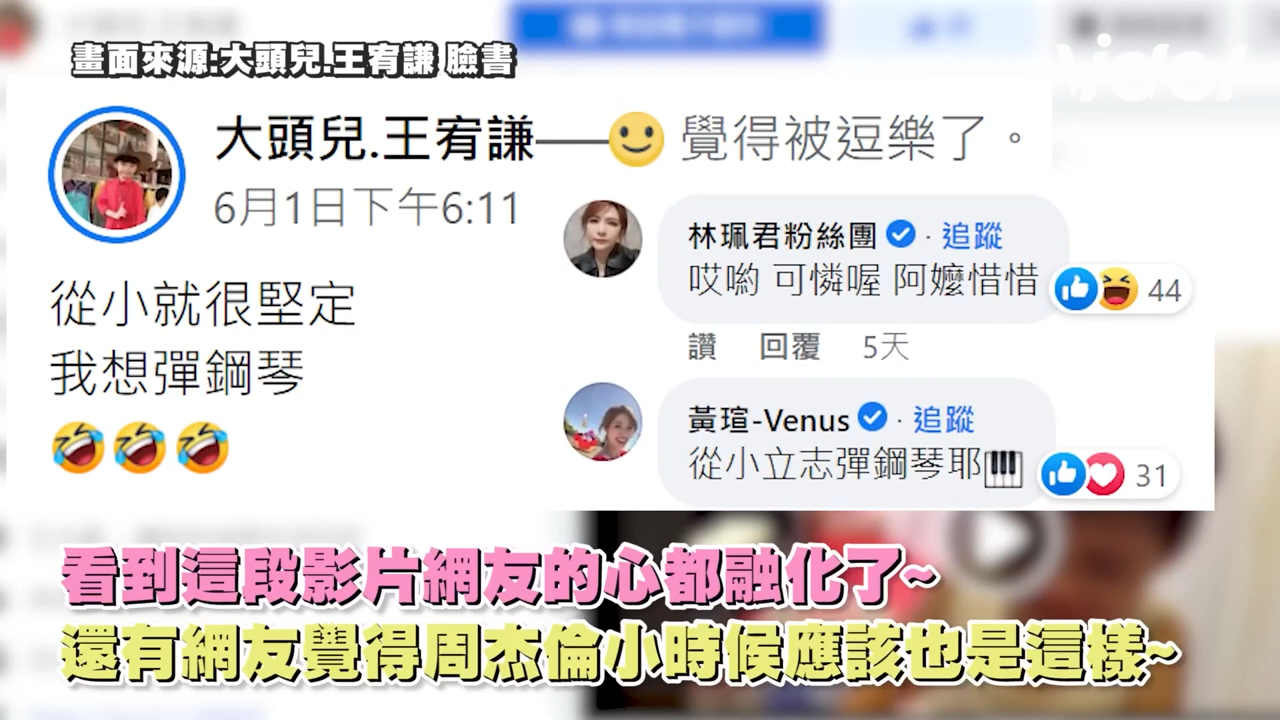 畫面來源:大頭兒.王宥謙 臉書
大頭兒.王宥謙——🙂 覺得被逗樂了。
6月1日下午6:11
從小就很堅定
我想彈鋼琴
🤣🤣🤣
林珮君粉絲團 · 追蹤
哎喲 可憐喔 阿嬤惜惜
44
讚 回覆 5天
黃瑄-Venus · 追蹤
從小立志彈鋼琴耶🎹
31
看到這段影片網友的心都融化了~
還有網友覺得周杰倫小時候應該也是這樣~